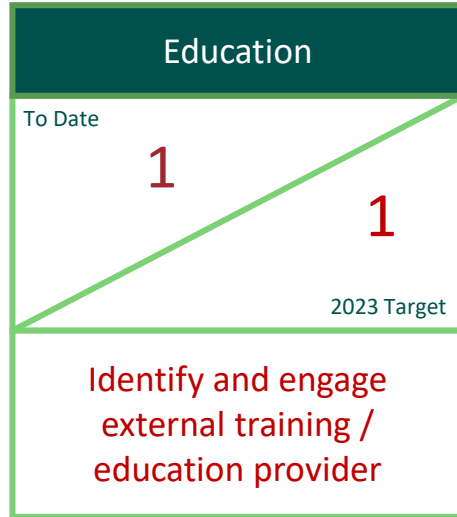 Education
To Date
1
1
2023 Target
Identify and engage
external training /
education provider